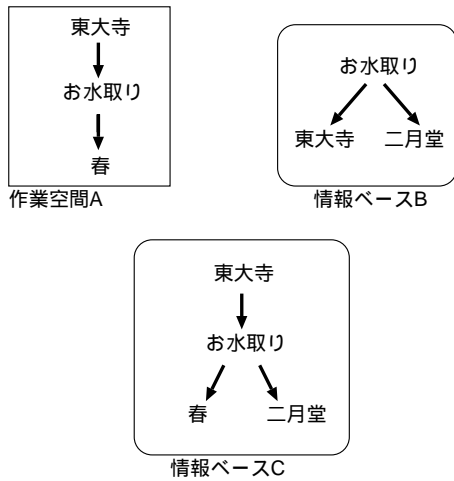 東大寺
お水取り
春
作業空間A
お水取り
東大寺 二月堂
情報ベースB
東大寺
お水取り
春 二月堂
情報ベースC